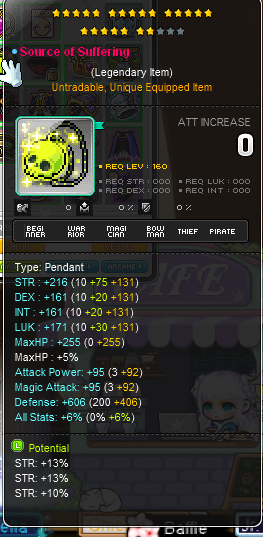 Source of Suffering
(Legendary Item)
Untradable, Unique Equipped Item
ATT INCREASE
0
REQ LEV : 160
REQ STR : 000 REQ LUK : 000
REQ DEX : 000 REQ INT : 000
0 0 % 0 %
BEGINNER WARRIOR MAGICIAN BOWMAN THIEF PIRATE
Type: Pendant
STR : +216 (10 +75 +131)
DEX : +161 (10 +20 +131)
INT : +161 (10 +20 +131)
LUK : +171 (10 +30 +131)
MaxHP : +255 (0 +255)
MaxHP : +5%
Attack Power: +95 (3 +92)
Magic Attack: +95 (3 +92)
Defense: +606 (200 +406)
All Stats: +6% (0% +6%)
L Potential
STR: +13%
STR: +13%
STR: +10%